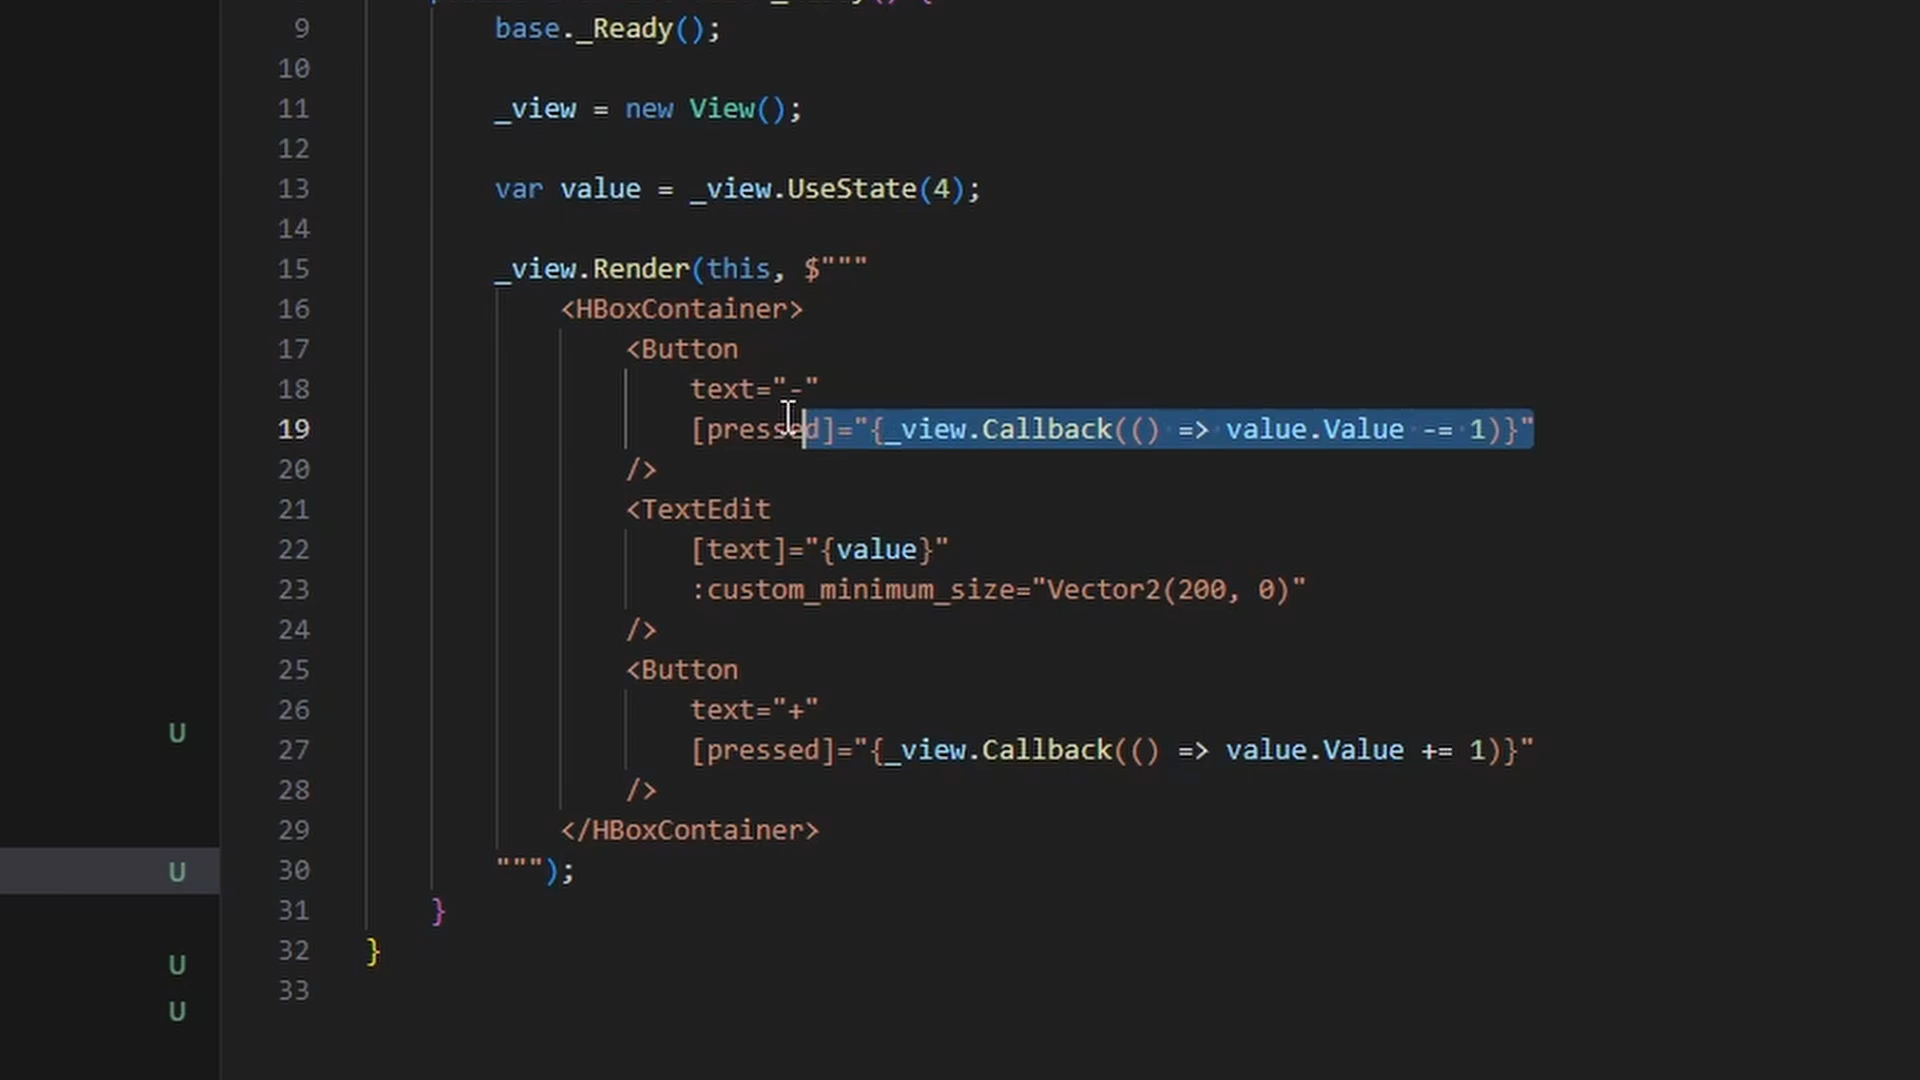 9 base._Ready();
10
11 _view = new View();
12
13 var value = _view.UseState(4);
14
15 _view.Render(this, $"""
16 <HBoxContainer>
17 <Button
18 text="-"
19 [pressed]="{_view.Callback(() => value.Value -= 1)}"
20 />
21 <TextEdit
22 [text]="{value}"
23 :custom_minimum_size="Vector2(200, 0)"
24 />
25 <Button
26 text="+"
27 [pressed]="{_view.Callback(() => value.Value += 1)}"
28 />
29 </HBoxContainer>
30 """);
31 }
32 }
33
U
U
U
U